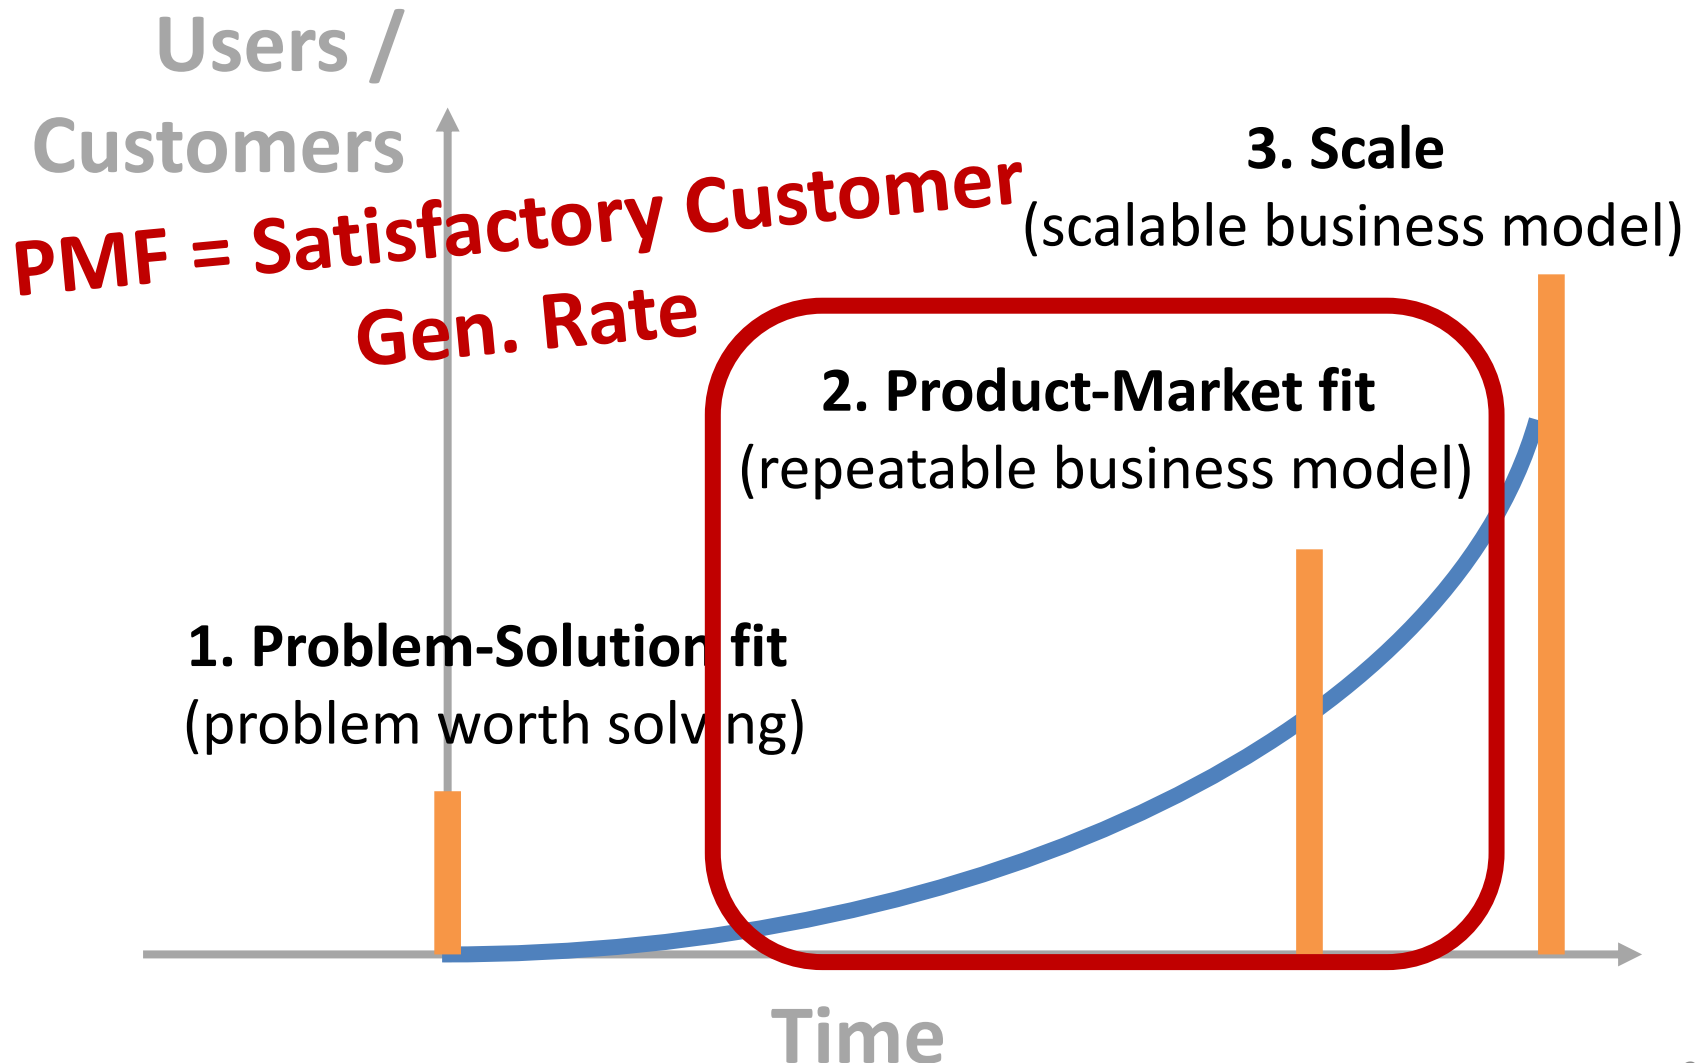 Users /
Customers
PMF = Satisfactory Customer
Gen. Rate
3. Scale
(scalable business model)
2. Product-Market fit
(repeatable business model)
1. Problem-Solution fit
(problem worth solving)
Time